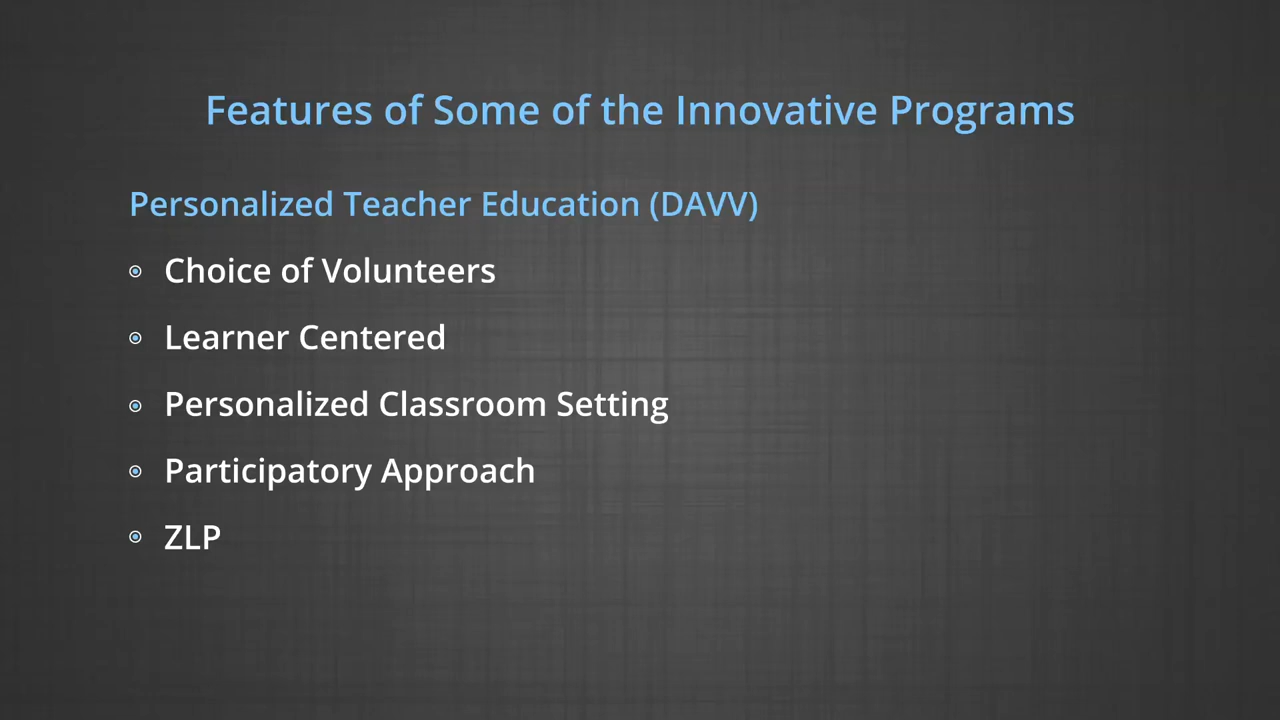 Features of Some of the Innovative Programs
Personalized Teacher Education (DAVV)
Choice of Volunteers
Learner Centered
Personalized Classroom Setting
Participatory Approach
ZLP